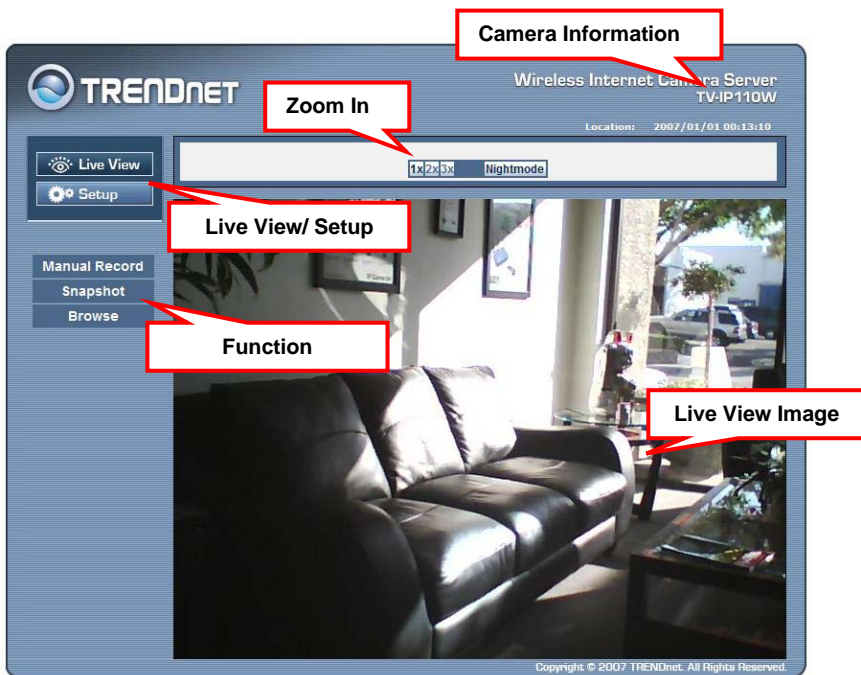 Camera Information
TRENDnet
Wireless Internet Camera Server
TV-IP110W
Zoom In
Location: 2007/01/01 00:13:10
Live View
1x 2x 3x Nightmode
Setup
Live View/ Setup
Manual Record
Snapshot
Browse
Function
Live View Image
Copyright © 2007 TRENDnet. All Rights Reserved.